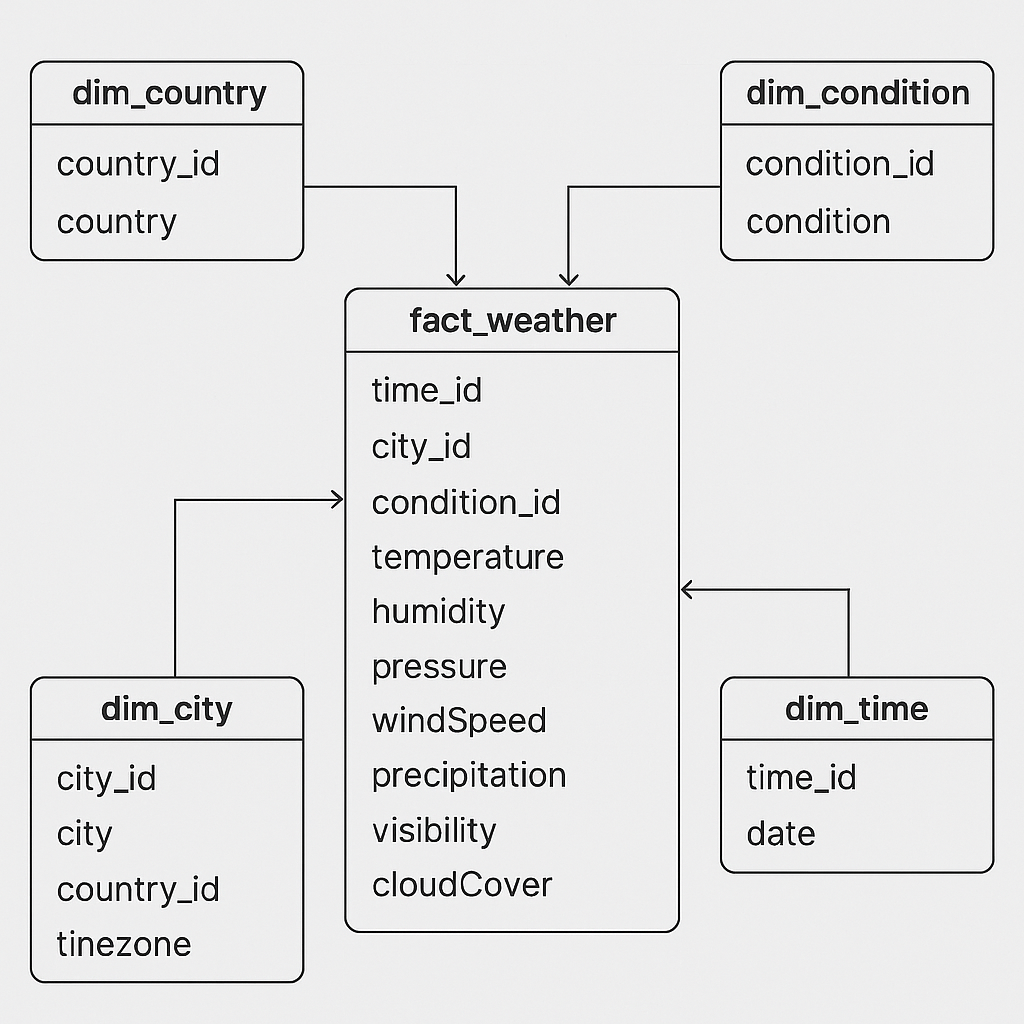 dim_country
country_id
country
dim_condition
condition_id
condition
fact_weather
time_id
city_id
condition_id
temperature
humidity
pressure
windSpeed
precipitation
visibility
cloudCover
dim_city
city_id
city
country_id
tinezone
dim_time
time_id
date